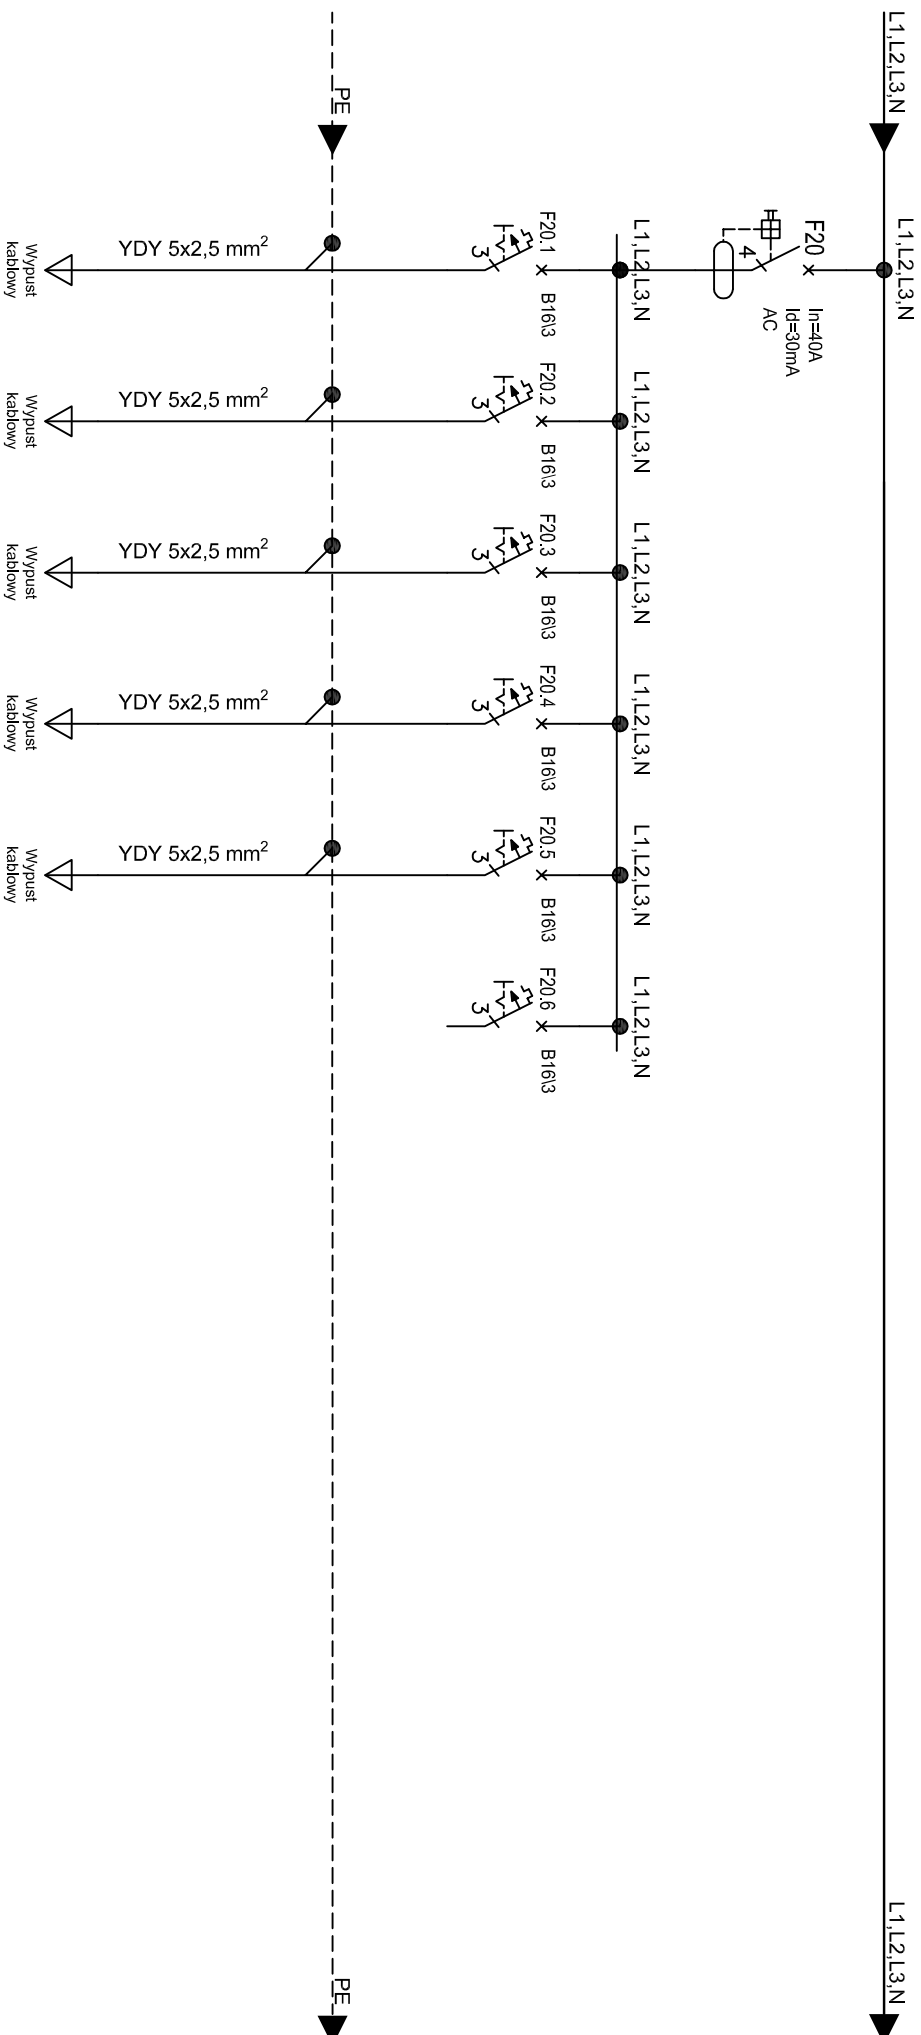 L1,L2,L3,N
L1,L2,L3,N
L1,L2,L3,N
F20
In=40A
Id=30mA
AC
4
L1,L2,L3,N
L1,L2,L3,N
L1,L2,L3,N
L1,L2,L3,N
L1,L2,L3,N
L1,L2,L3,N
F20.1
B16\3
F20.2
B16\3
F20.3
B16\3
F20.4
B16\3
F20.5
B16\3
F20.6
B16\3
3
3
3
3
3
3
PE
PE
YDY 5x2,5 mm²
YDY 5x2,5 mm²
YDY 5x2,5 mm²
YDY 5x2,5 mm²
YDY 5x2,5 mm²
Wypust
kablowy
Wypust
kablowy
Wypust
kablowy
Wypust
kablowy
Wypust
kablowy